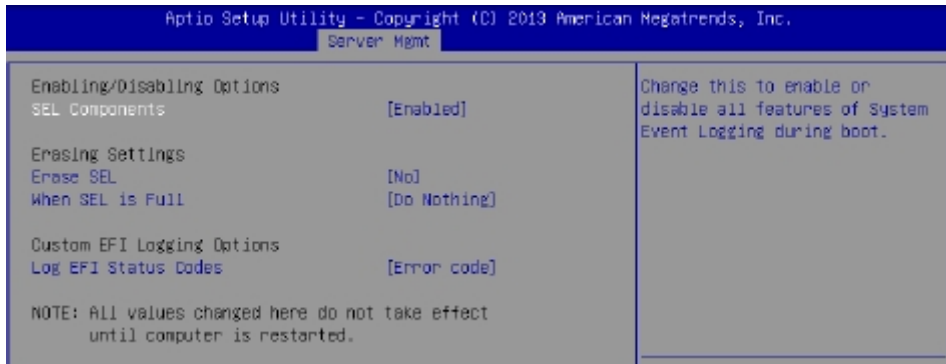 Aptio Setup Utility – Copyright (C) 2013 American Megatrends, Inc.
Server Mgmt
Enabling/Disabling Options
SEL Components [Enabled]
Erasing Settings
Erase SEL [No]
When SEL is Full [Do Nothing]
Custom EFI Logging Options
Log EFI Status Codes [Error code]
NOTE: All values changed here do not take effect
until computer is restarted.
Change this to enable or
disable all features of System
Event Logging during boot.